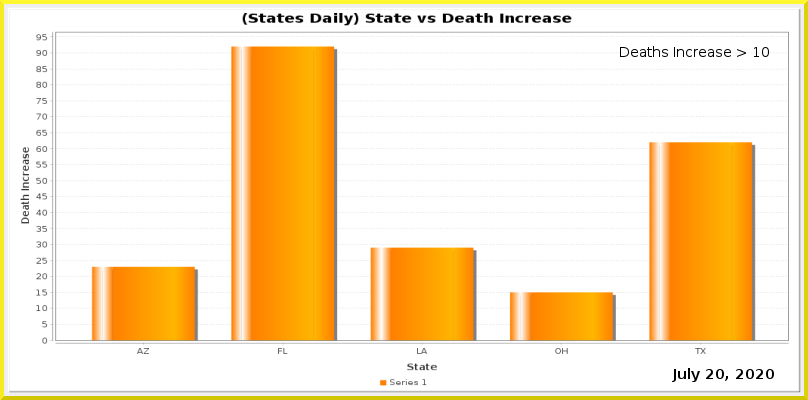 (States Daily) State vs Death Increase
Deaths Increase > 10
Death Increase
95
90
85
80
75
70
65
60
55
50
45
40
35
30
25
20
15
10
5
0
AZ FL LA OH TX
State
Series 1
July 20, 2020